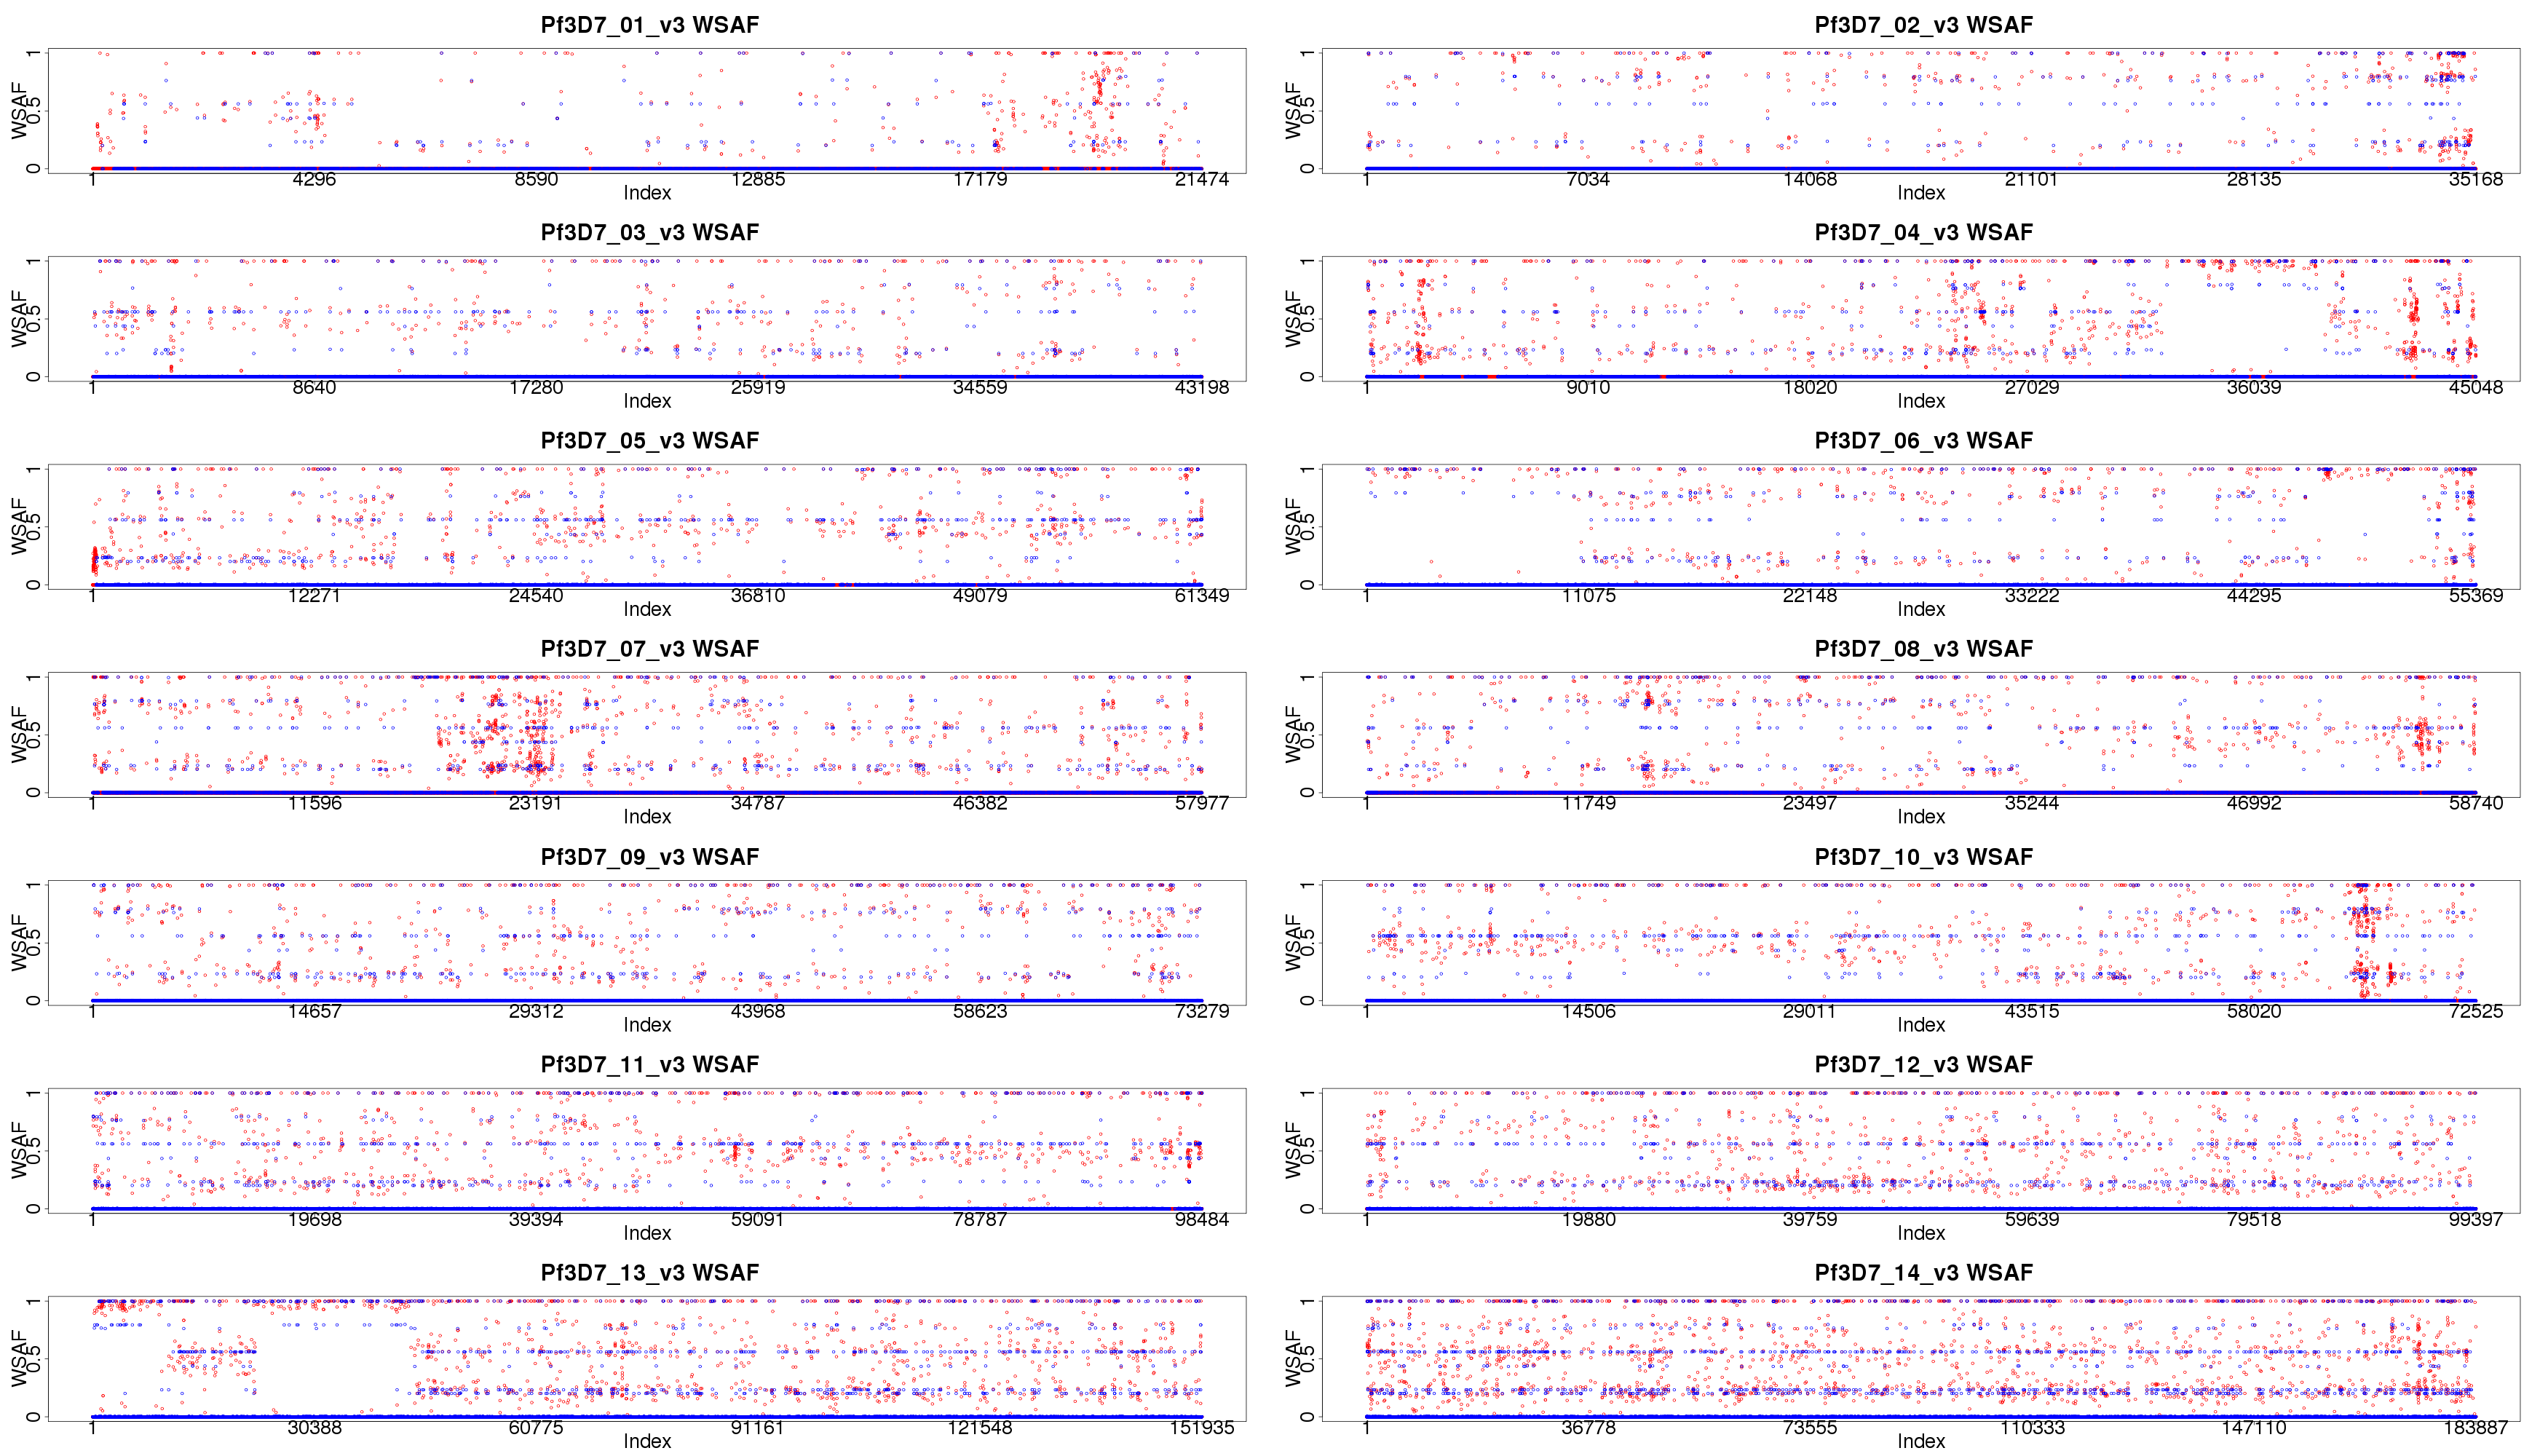 Pf3D7_01_v3 WSAF
WSAF
0 0.5 1
1 4296 8590 12885 17179 21474
Index
Pf3D7_02_v3 WSAF
WSAF
0 0.5 1
1 7034 14068 21101 28135 35168
Index
Pf3D7_03_v3 WSAF
WSAF
0 0.5 1
1 8640 17280 25919 34559 43198
Index
Pf3D7_04_v3 WSAF
WSAF
0 0.5 1
1 9010 18020 27029 36039 45048
Index
Pf3D7_05_v3 WSAF
WSAF
0 0.5 1
1 12271 24540 36810 49079 61349
Index
Pf3D7_06_v3 WSAF
WSAF
0 0.5 1
1 11075 22148 33222 44295 55369
Index
Pf3D7_07_v3 WSAF
WSAF
0 0.5 1
1 11596 23191 34787 46382 57977
Index
Pf3D7_08_v3 WSAF
WSAF
0 0.5 1
1 11749 23497 35244 46992 58740
Index
Pf3D7_09_v3 WSAF
WSAF
0 0.5 1
1 14657 29312 43968 58623 73279
Index
Pf3D7_10_v3 WSAF
WSAF
0 0.5 1
1 14506 29011 43515 58020 72525
Index
Pf3D7_11_v3 WSAF
WSAF
0 0.5 1
1 19698 39394 59091 78787 98484
Index
Pf3D7_12_v3 WSAF
WSAF
0 0.5 1
1 19880 39759 59639 79518 99397
Index
Pf3D7_13_v3 WSAF
WSAF
0 0.5 1
1 30388 60775 91161 121548 151935
Index
Pf3D7_14_v3 WSAF
WSAF
0 0.5 1
1 36778 73555 110333 147110 183887
Index